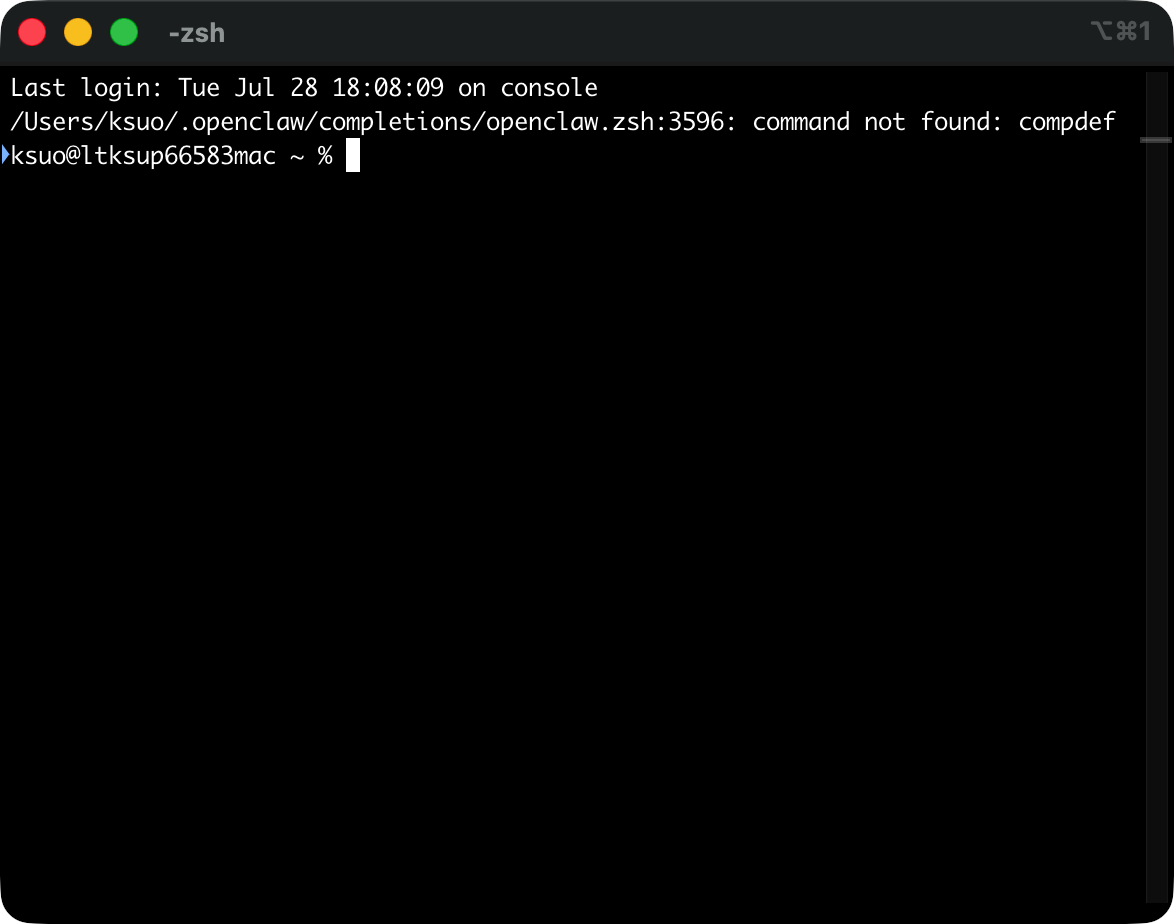 -zsh
⌥⌘1
Last login: Tue Jul 28 18:08:09 on console
/Users/ksuo/.openclaw/completions/openclaw.zsh:3596: command not found: compdef
ksuo@ltksup66583mac ~ %